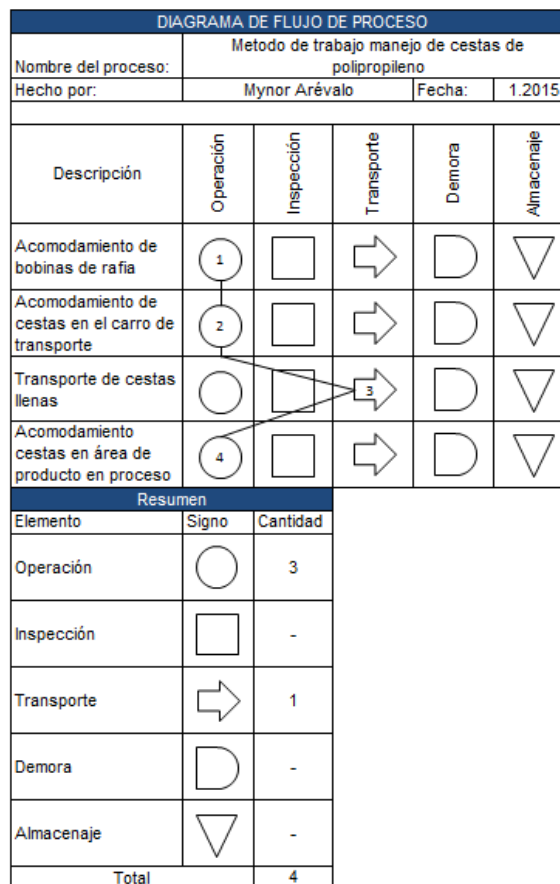 DIAGRAMA DE FLUJO DE PROCESO
Nombre del proceso: Metodo de trabajo manejo de cestas de
polipropileno
Hecho por: Mynor Arévalo Fecha: 1.2015
Descripción Operación Inspección Transporte Demora Almacenaje
Acomodamiento de
bobinas de rafia
1
Acomodamiento de
cestas en el carro de
transporte
2
Transporte de cestas
llenas
3
Acomodamiento
cestas en área de
producto en proceso
4
Resumen
Elemento Signo Cantidad
Operación 3
Inspección -
Transporte 1
Demora -
Almacenaje -
Total 4